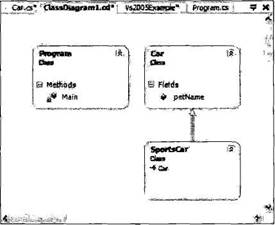 Car.cs* ClassDiagram1.cd* Vs2005Example* Program.cs
Program
Class
Methods
Main
Car
Class
Fields
petName
SportsCar
Class
Car